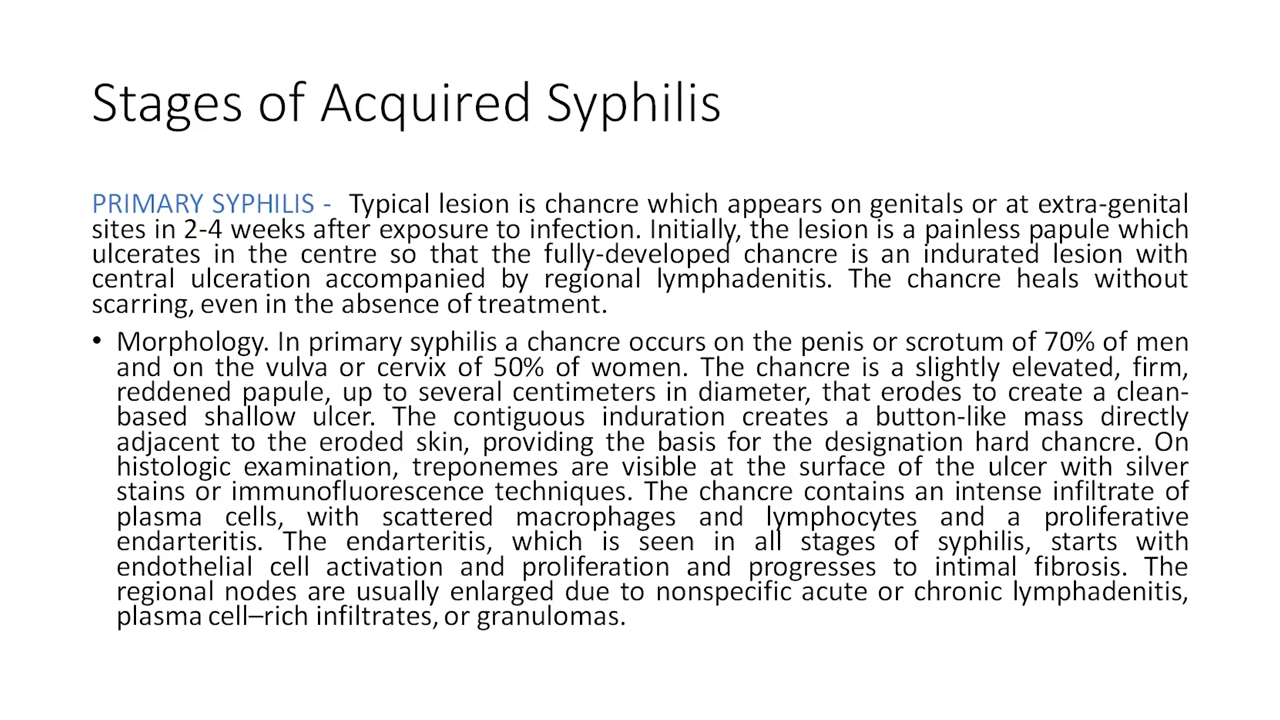 Stages of Acquired Syphilis
PRIMARY SYPHILIS - Typical lesion is chancre which appears on genitals or at extra-genital
sites in 2-4 weeks after exposure to infection. Initially, the lesion is a painless papule which
ulcerates in the centre so that the fully-developed chancre is an indurated lesion with
central ulceration accompanied by regional lymphadenitis. The chancre heals without
scarring, even in the absence of treatment.
• Morphology. In primary syphilis a chancre occurs on the penis or scrotum of 70% of men
and on the vulva or cervix of 50% of women. The chancre is a slightly elevated, firm,
reddened papule, up to several centimeters in diameter, that erodes to create a clean-
based shallow ulcer. The contiguous induration creates a button-like mass directly
adjacent to the eroded skin, providing the basis for the designation hard chancre. On
histologic examination, treponemes are visible at the surface of the ulcer with silver
stains or immunofluorescence techniques. The chancre contains an intense infiltrate of
plasma cells, with scattered macrophages and lymphocytes and a proliferative
endarteritis. The endarteritis, which is seen in all stages of syphilis, starts with
endothelial cell activation and proliferation and progresses to intimal fibrosis. The
regional nodes are usually enlarged due to nonspecific acute or chronic lymphadenitis,
plasma cell–rich infiltrates, or granulomas.